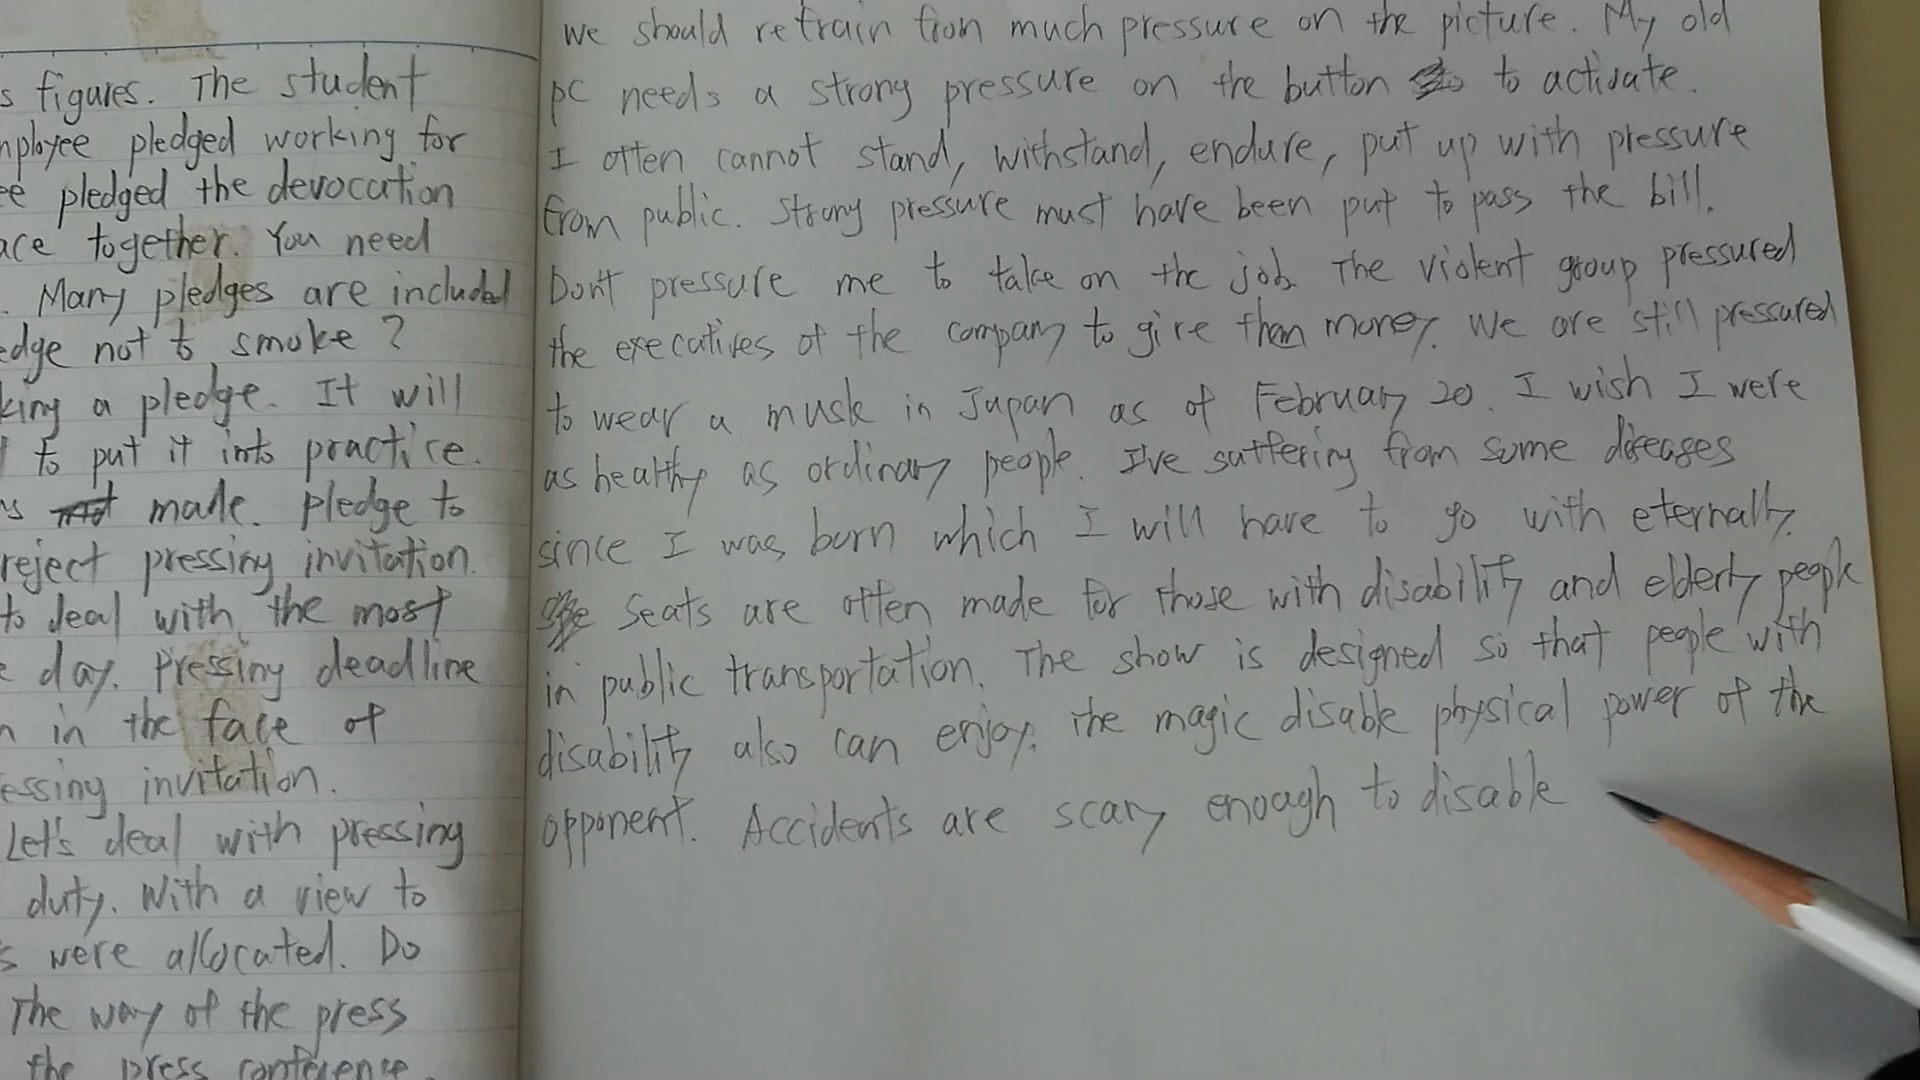 s figures. The student
mployee pledged working for
ee pledged the devocation
ace together. You need
. Many pledges are included
edge not to smoke?
king a pledge. It will
to put it into practice.
made. Pledge to
reject pressing invitation.
to deal with the most
e day. Pressing deadline
n in the face of
essing invitation.
Let's deal with pressing
duty. With a view to
s were allocated. Do
The way of the press
the press conference.
we should refrain from much pressure on the picture. My old
pc needs a strong pressure on the button to activate.
I often cannot stand, withstand, endure, put up with pressure
from public. Strong pressure must have been put to pass the bill.
Don't pressure me to take on the job. The violent group pressured
the executives of the company to give them money. We are still pressured
to wear a musk in Japan as of February 20. I wish I were
as healthy as ordinary people. I've suffering from some diseases
since I was born which I will have to go with eternally.
Seats are often made for those with disability and elderly people
in public transportation. The show is designed so that people with
disability also can enjoy. The magic disable physical power of the
opponent. Accidents are scary enough to disable